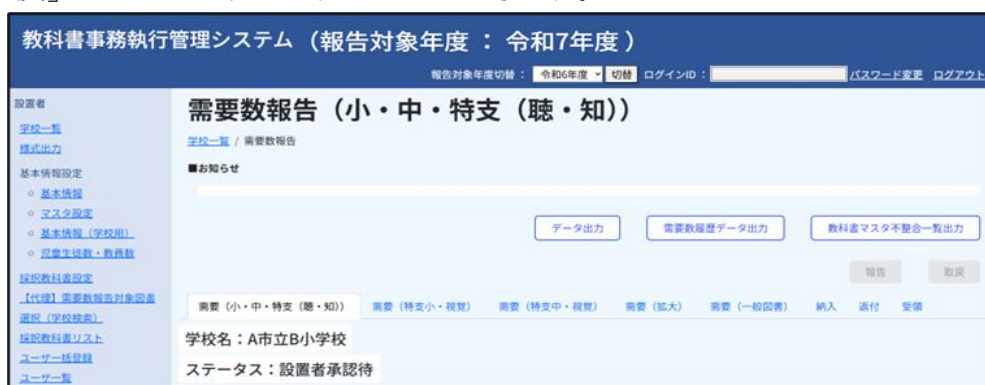 教科書事務執行管理システム（報告対象年度 ： 令和7年度 ）
報告対象年度切替 ： 令和6年度 切替 ログインID： パスワード変更 ログアウト
設置者
学校一覧
様式出力
基本情報設定
基本情報
マスタ設定
基本情報（学校用）
児童生徒数・教員数
採択教科書設定
【代理】需要数報告対象図書
選択（学校検索）
採択教科書リスト
ユーザ一括登録
ユーザ一覧
需要数報告（小・中・特支（聴・知））
学校一覧 / 需要数報告
■お知らせ
データ出力 需要数履歴データ出力 教科書マスタ不整合一覧出力
報告 取戻
需要（小・中・特支（聴・知）） 需要（特支小・視覚） 需要（特支中・視覚） 需要（拡大） 需要（一般図書） 納入 返付 受領
学校名：A市立B小学校
ステータス：設置者承認待